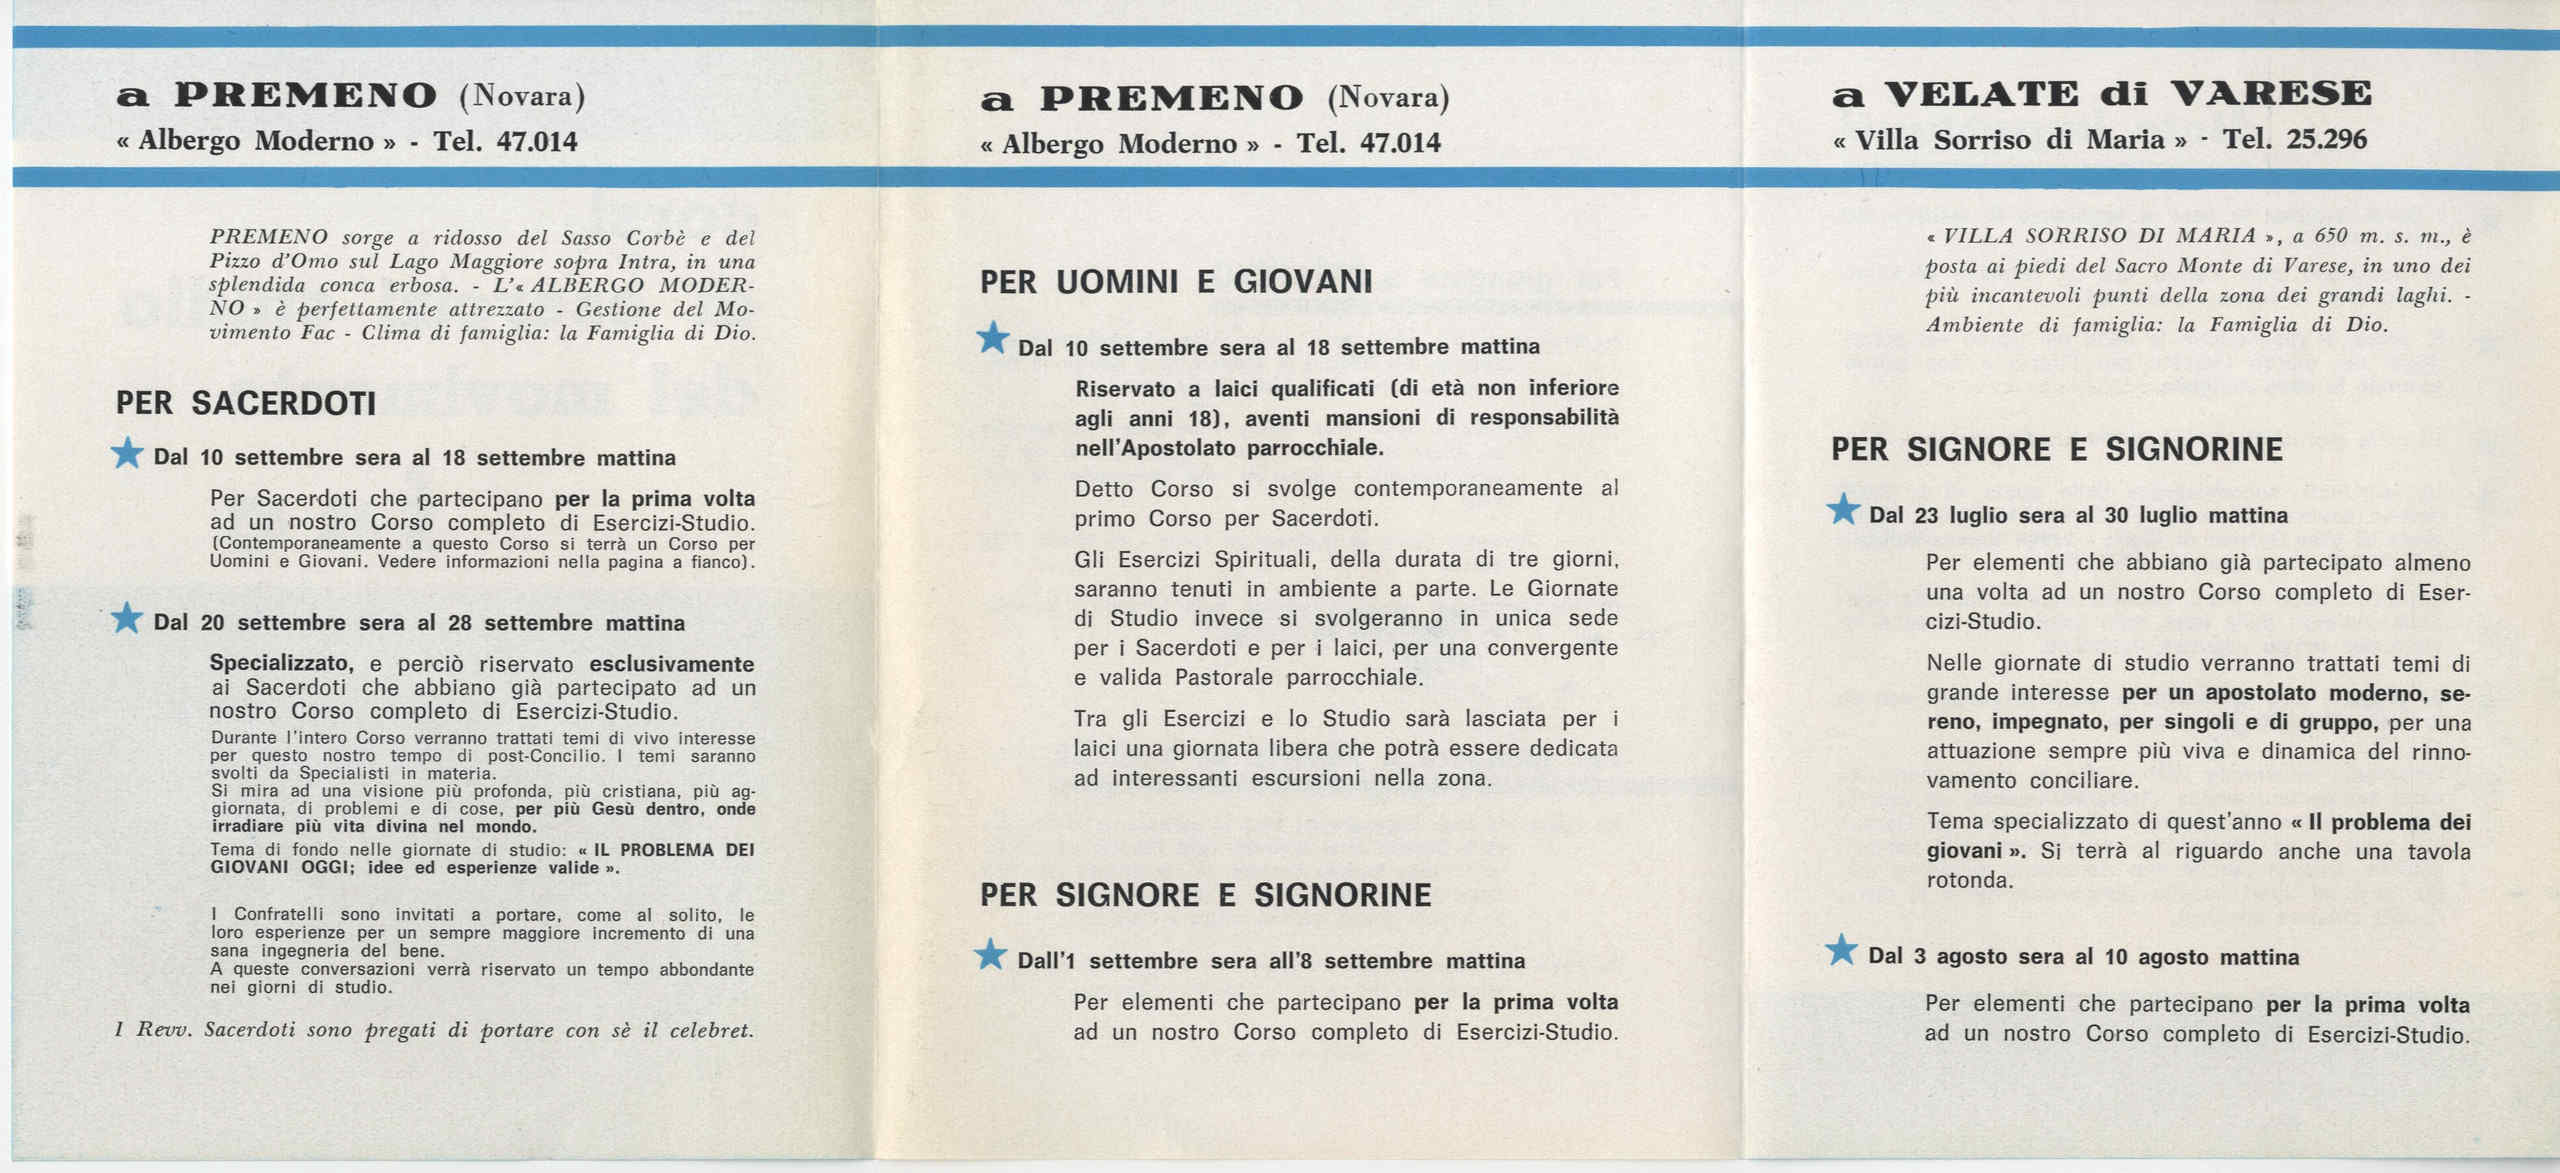 a PREMENO (Novara)
« Albergo Moderno » - Tel. 47.014
PREMENO sorge a ridosso del Sasso Corbè e del
Pizzo d'Omo sul Lago Maggiore sopra Intra, in una
splendida conca erbosa. - L'« ALBERGO MODER-
NO » è perfettamente attrezzato - Gestione del Mo-
vimento Fac - Clima di famiglia: la Famiglia di Dio.
PER SACERDOTI
Dal 10 settembre sera al 18 settembre mattina
Per Sacerdoti che partecipano per la prima volta
ad un nostro Corso completo di Esercizi-Studio.
(Contemporaneamente a questo Corso si terrà un Corso per
Uomini e Giovani. Vedere informazioni nella pagina a fianco).
Dal 20 settembre sera al 28 settembre mattina
Specializzato, e perciò riservato esclusivamente
ai Sacerdoti che abbiano già partecipato ad un
nostro Corso completo di Esercizi-Studio.
Durante l'intero Corso verranno trattati temi di vivo interesse
per questo nostro tempo di post-Concilio. I temi saranno
svolti da Specialisti in materia.
Si mira ad una visione più profonda, più cristiana, più ag-
giornata, di problemi e di cose, per più Gesù dentro, onde
irradiare più vita divina nel mondo.
Tema di fondo nelle giornate di studio: « IL PROBLEMA DEI
GIOVANI OGGI; idee ed esperienze valide ».
I Confratelli sono invitati a portare, come al solito, le
loro esperienze per un sempre maggiore incremento di una
sana ingegneria del bene.
A queste conversazioni verrà riservato un tempo abbondante
nei giorni di studio.
I Revv. Sacerdoti sono pregati di portare con sè il celebret.
a PREMENO (Novara)
« Albergo Moderno » - Tel. 47.014
PER UOMINI E GIOVANI
Dal 10 settembre sera al 18 settembre mattina
Riservato a laici qualificati (di età non inferiore
agli anni 18), aventi mansioni di responsabilità
nell'Apostolato parrocchiale.
Detto Corso si svolge contemporaneamente al
primo Corso per Sacerdoti.
Gli Esercizi Spirituali, della durata di tre giorni,
saranno tenuti in ambiente a parte. Le Giornate
di Studio invece si svolgeranno in unica sede
per i Sacerdoti e per i laici, per una convergente
e valida Pastorale parrocchiale.
Tra gli Esercizi e lo Studio sarà lasciata per i
laici una giornata libera che potrà essere dedicata
ad interessanti escursioni nella zona.
PER SIGNORE E SIGNORINE
Dall'1 settembre sera all'8 settembre mattina
Per elementi che partecipano per la prima volta
ad un nostro Corso completo di Esercizi-Studio.
a VELATE di VARESE
« Villa Sorriso di Maria » - Tel. 25.296
« VILLA SORRISO DI MARIA », a 650 m. s. m., è
posta ai piedi del Sacro Monte di Varese, in uno dei
più incantevoli punti della zona dei grandi laghi. -
Ambiente di famiglia: la Famiglia di Dio.
PER SIGNORE E SIGNORINE
Dal 23 luglio sera al 30 luglio mattina
Per elementi che abbiano già partecipato almeno
una volta ad un nostro Corso completo di Eser-
cizi-Studio.
Nelle giornate di studio verranno trattati temi di
grande interesse per un apostolato moderno, se-
reno, impegnato, per singoli e di gruppo, per una
attuazione sempre più viva e dinamica del rinno-
vamento conciliare.
Tema specializzato di quest'anno « Il problema dei
giovani ». Si terrà al riguardo anche una tavola
rotonda.
Dal 3 agosto sera al 10 agosto mattina
Per elementi che partecipano per la prima volta
ad un nostro Corso completo di Esercizi-Studio.